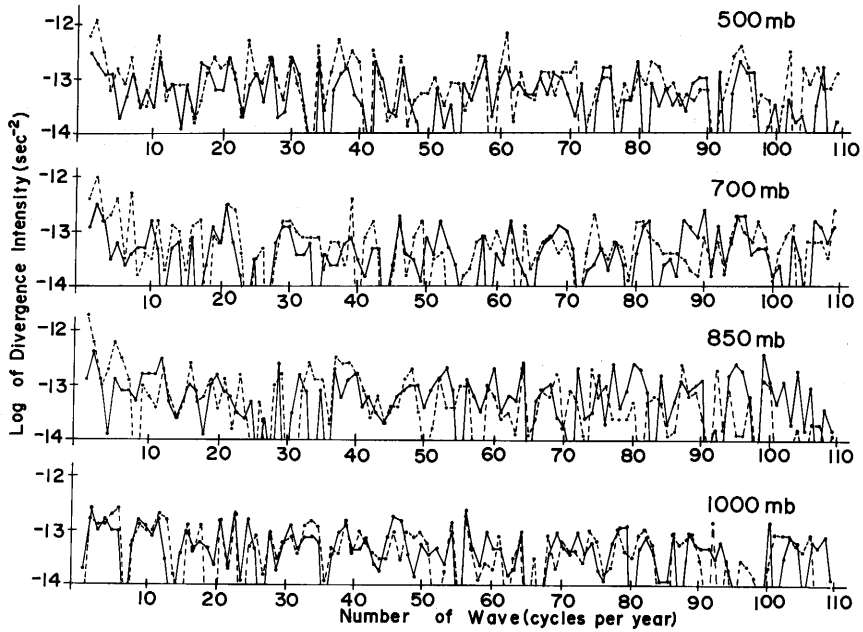 500 mb
-12
-13
-14
10 20 30 40 50 60 70 80 90 100 110
700 mb
-12
-13
-14
10 20 30 40 50 60 70 80 90 100 110
850 mb
-12
-13
-14
10 20 30 40 50 60 70 80 90 100 110
1000 mb
-12
-13
-14
10 20 30 40 50 60 70 80 90 100 110
Log of Divergence Intensity (sec⁻²)
Number of Wave (cycles per year)